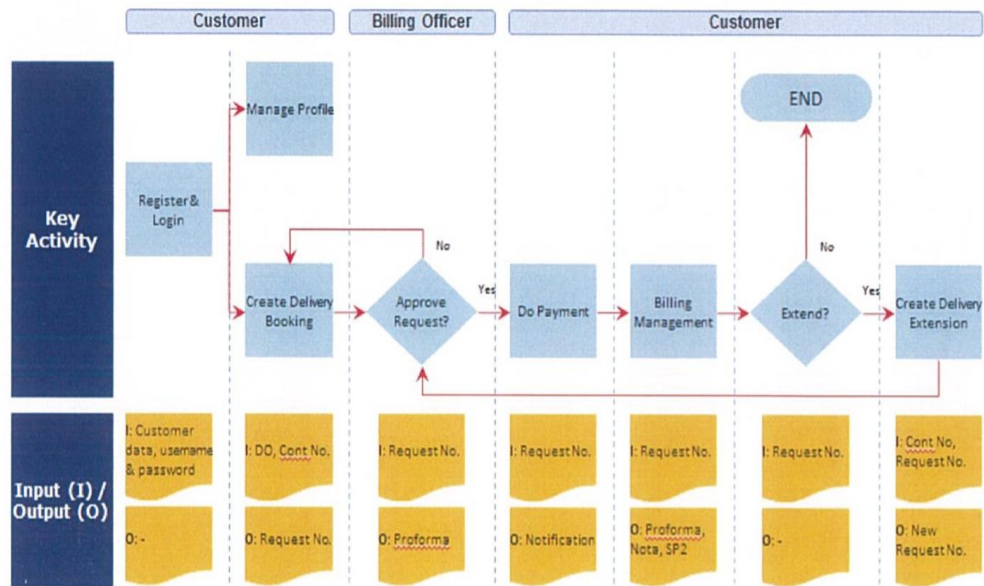 Customer
Billing Officer
Customer
Key
Activity
Register &
Login
Manage Profile
Create Delivery
Booking
No
Approve
Request?
Yes
Do Payment
Billing
Management
END
No
Extend?
Yes
Create Delivery
Extension
Input (I) /
Output (O)
I: Customer
data, username
& password
I: DO, Cont No.
I: Request No.
I: Request No.
I: Request No.
I: Request No.
I: Cont No,
Request No.
O: -
O: Request No.
O: Proforma
O: Notification
O: Proforma,
Nota, SP2
O: -
O: New
Request No.